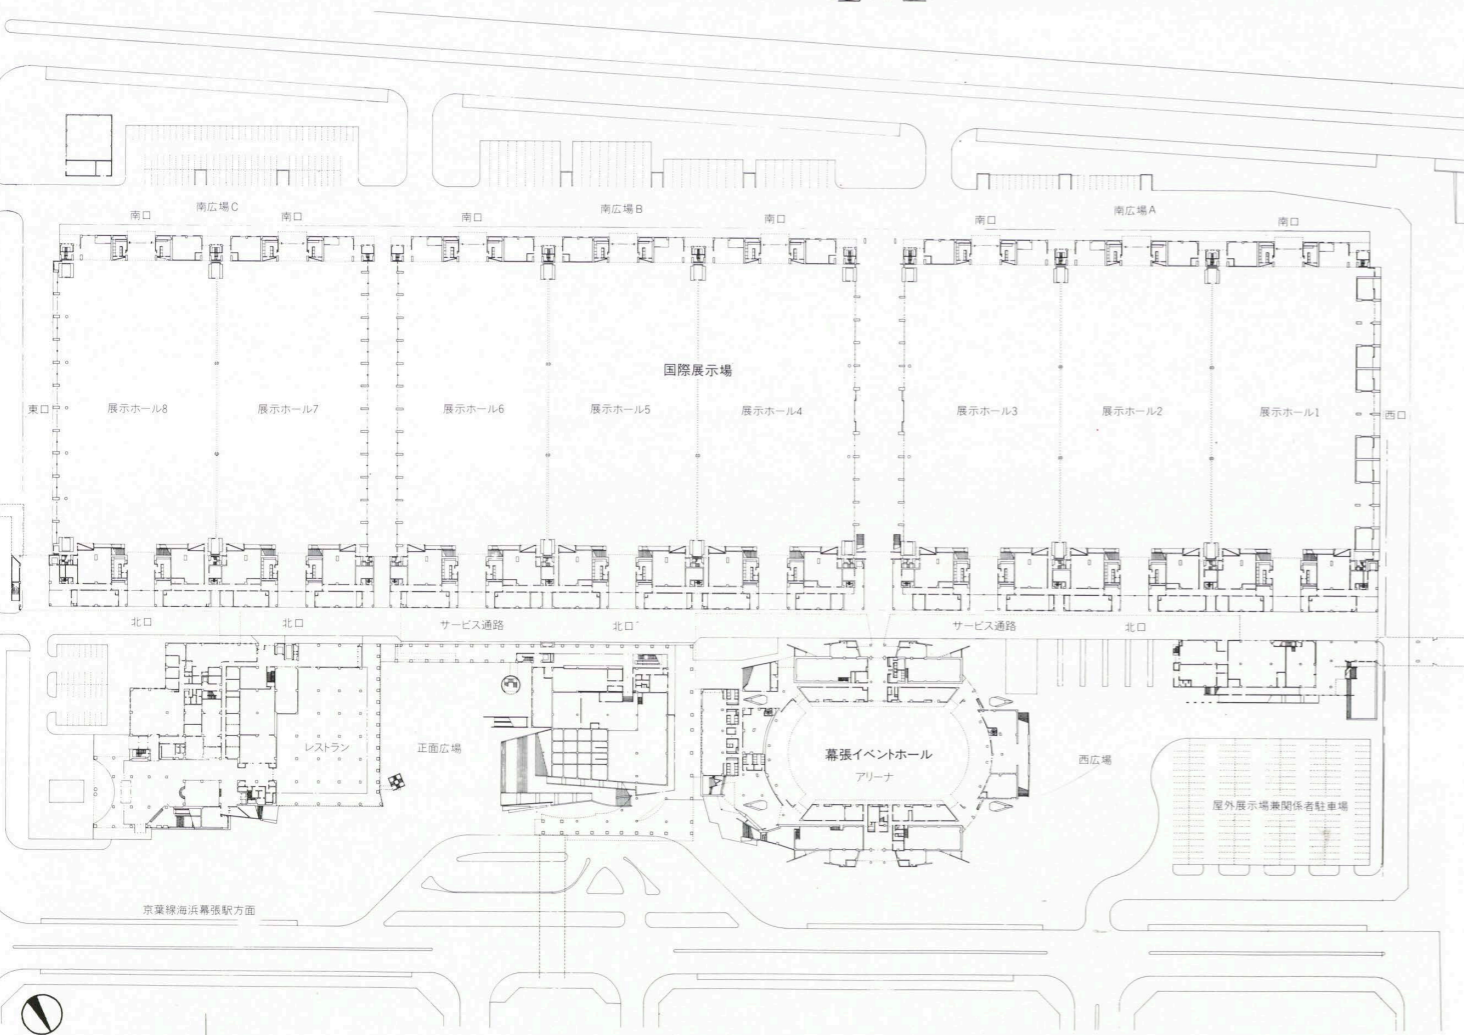 南広場C
南広場B
南広場A
南口
南口
南口
南口
南口
南口
国際展示場
東口
展示ホール8
展示ホール7
展示ホール6
展示ホール5
展示ホール4
展示ホール3
展示ホール2
展示ホール1
西口
北口
北口
サービス通路
北口
サービス通路
北口
レストラン
正面広場
幕張イベントホール
アリーナ
西広場
屋外展示場兼関係者駐車場
京葉線海浜幕張駅方面